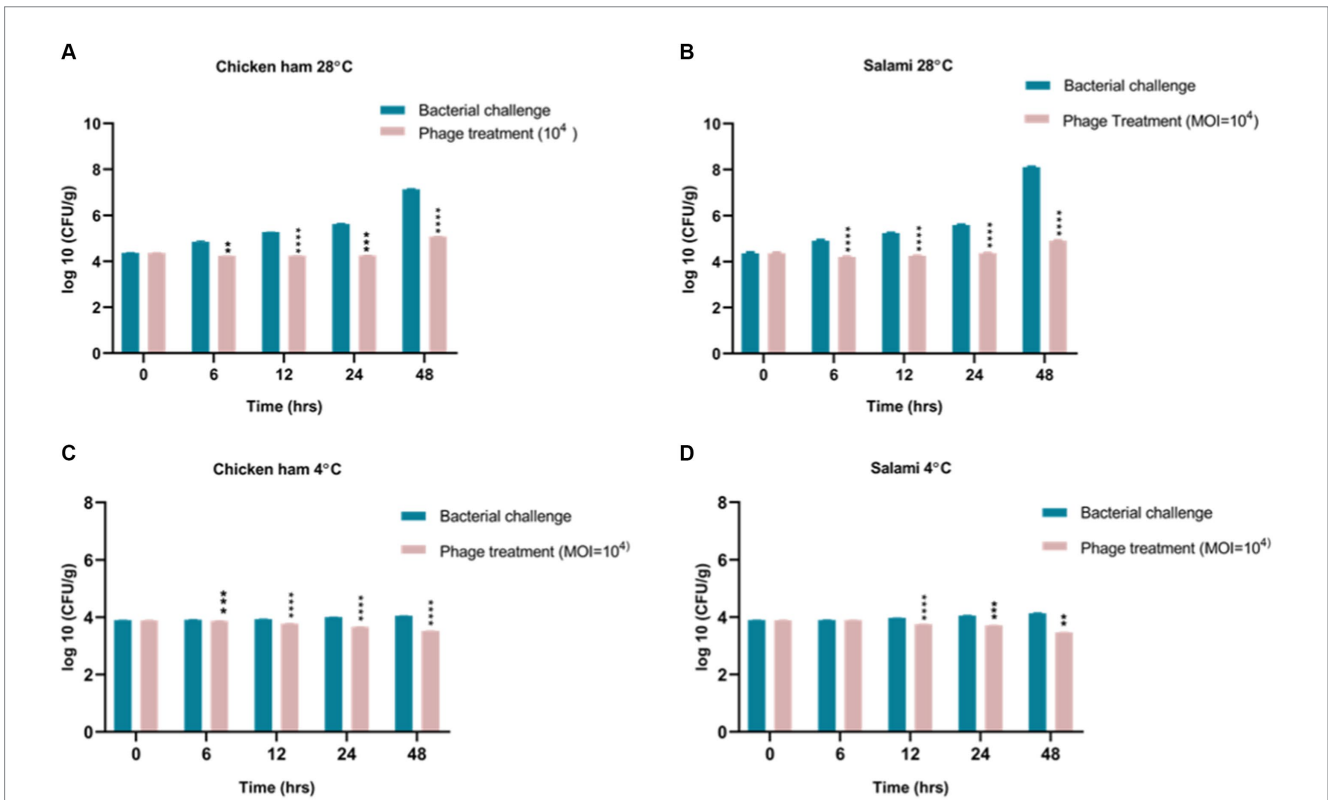 A
Chicken ham 28°C
Bacterial challenge
Phage treatment (10⁴ )
10
8
6
4
2
0
log 10 (CFU/g)
**
****
***
****
0 6 12 24 48
Time (hrs)
B
Salami 28°C
Bacterial challenge
Phage Treatment (MOI=10⁴)
10
8
6
4
2
0
log 10 (CFU/g)
****
****
****
****
0 6 12 24 48
Time (hrs)
C
Chicken ham 4°C
Bacterial challenge
Phage treatment (MOI=10⁴⁾
8
6
4
2
0
log 10 (CFU/g)
***
****
****
****
0 6 12 24 48
Time (hrs)
D
Salami 4°C
Bacterial challenge
Phage treatment (MOI=10⁴⁾
8
6
4
2
0
log 10 (CFU/g)
****
***
**
0 6 12 24 48
Time (hrs)